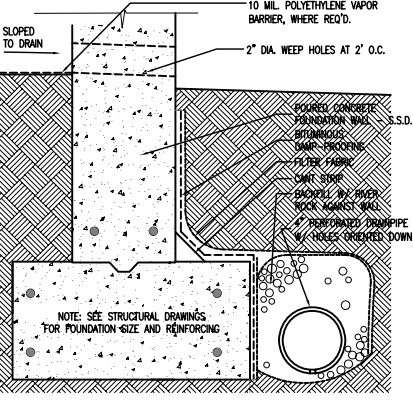 10 MIL. POLYETHYLENE VAPOR
BARRIER, WHERE REQ'D.
SLOPED
TO DRAIN
2" DIA. WEEP HOLES AT 2' O.C.
POURED CONCRETE
FOUNDATION WALL - S.S.D.
BITUMINOUS
DAMP-PROOFING
FILTER FABRIC
CANT STRIP
BACKFILL W/ RIVER
ROCK AGAINST WALL
4" PERFORATED DRAINPIPE
W/ HOLES ORIENTED DOWN
NOTE: SEE STRUCTURAL DRAWINGS
FOR FOUNDATION SIZE AND REINFORCING